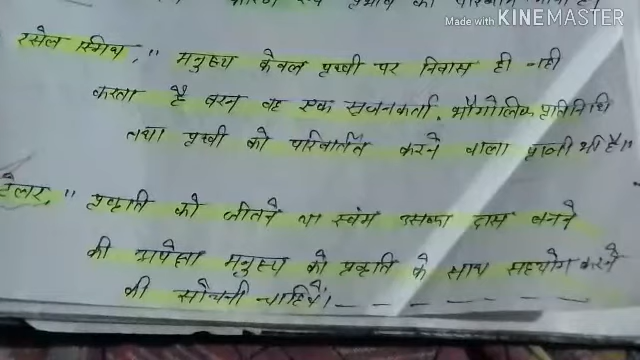 Made with KINEMASTER
रसेल स्मिथ, " मनुष्य केवल पृथ्वी पर निवास ही नही
करता है वरन वह एक सृजनकर्ता, भौगोलिक प्रतिनिधि
तथा पृथ्वी को परिवर्तित करने वाला प्राणी भी है।"
टेलर, " प्रकृति को जीतने या स्वंम उसका दास बनने
की अपेक्षा मनुष्य को प्रकृति के साथ सहयोग करने
की सोचनी चाहिये।